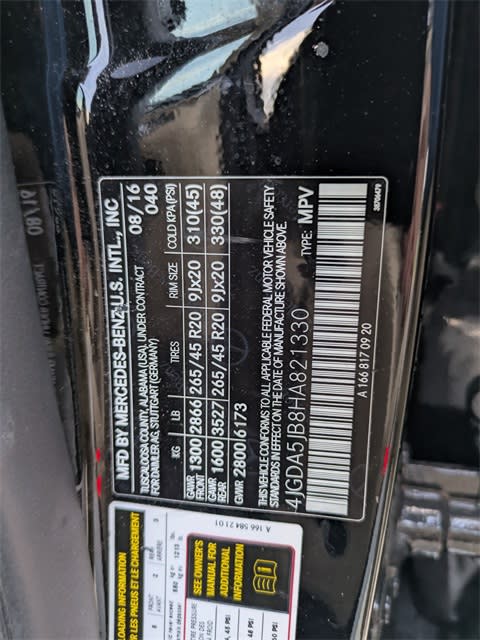 MFD BY MERCEDES-BENZ U.S. INTL., INC
TUSCALOOSA COUNTY, ALABAMA (USA), UNDER CONTRACT
FOR DAIMLER AG, STUTTGART (GERMANY)
08/16
040
KG LB TIRES RIM SIZE COLD KPA(PSI)
GAWR FRONT 1300 2866 265/45 R20 9Jx20 310(45)
GAWR REAR 1600 3527 265/45 R20 9Jx20 330(48)
GVWR 2800 6173
THIS VEHICLE CONFORMS TO ALL APPLICABLE FEDERAL MOTOR VEHICLE SAFETY
STANDARDS IN EFFECT ON THE DATE OF MANUFACTURE SHOWN ABOVE.
4JGDA5JB8HA821330 TYPE: MPV
A 166 817 09 20
A 166 584 21 01
LOADING INFORMATION
SEE OWNER'S
MANUAL FOR
ADDITIONAL
INFORMATION